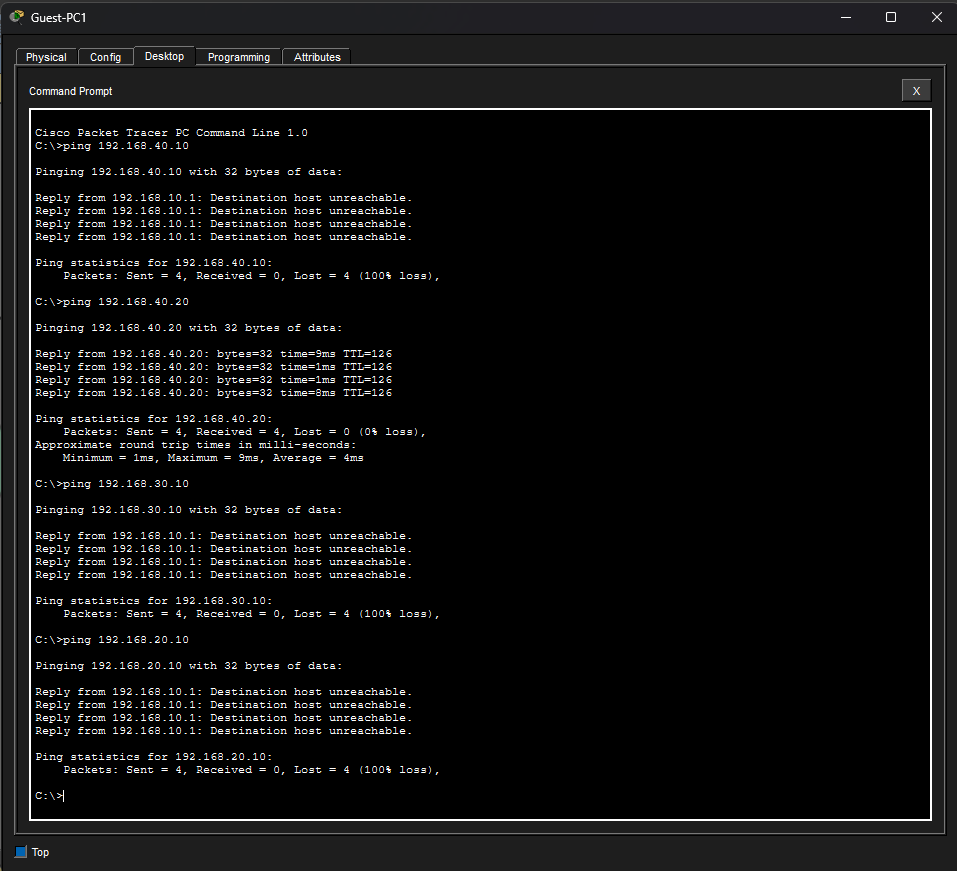 Guest-PC1
Physical Config Desktop Programming Attributes
Command Prompt
X
Cisco Packet Tracer PC Command Line 1.0
C:\>ping 192.168.40.10
Pinging 192.168.40.10 with 32 bytes of data:
Reply from 192.168.10.1: Destination host unreachable.
Reply from 192.168.10.1: Destination host unreachable.
Reply from 192.168.10.1: Destination host unreachable.
Reply from 192.168.10.1: Destination host unreachable.
Ping statistics for 192.168.40.10:
Packets: Sent = 4, Received = 0, Lost = 4 (100% loss),
C:\>ping 192.168.40.20
Pinging 192.168.40.20 with 32 bytes of data:
Reply from 192.168.40.20: bytes=32 time=9ms TTL=126
Reply from 192.168.40.20: bytes=32 time=1ms TTL=126
Reply from 192.168.40.20: bytes=32 time=1ms TTL=126
Reply from 192.168.40.20: bytes=32 time=8ms TTL=126
Ping statistics for 192.168.40.20:
Packets: Sent = 4, Received = 4, Lost = 0 (0% loss),
Approximate round trip times in milli-seconds:
Minimum = 1ms, Maximum = 9ms, Average = 4ms
C:\>ping 192.168.30.10
Pinging 192.168.30.10 with 32 bytes of data:
Reply from 192.168.10.1: Destination host unreachable.
Reply from 192.168.10.1: Destination host unreachable.
Reply from 192.168.10.1: Destination host unreachable.
Reply from 192.168.10.1: Destination host unreachable.
Ping statistics for 192.168.30.10:
Packets: Sent = 4, Received = 0, Lost = 4 (100% loss),
C:\>ping 192.168.20.10
Pinging 192.168.20.10 with 32 bytes of data:
Reply from 192.168.10.1: Destination host unreachable.
Reply from 192.168.10.1: Destination host unreachable.
Reply from 192.168.10.1: Destination host unreachable.
Reply from 192.168.10.1: Destination host unreachable.
Ping statistics for 192.168.20.10:
Packets: Sent = 4, Received = 0, Lost = 4 (100% loss),
C:\>
Top